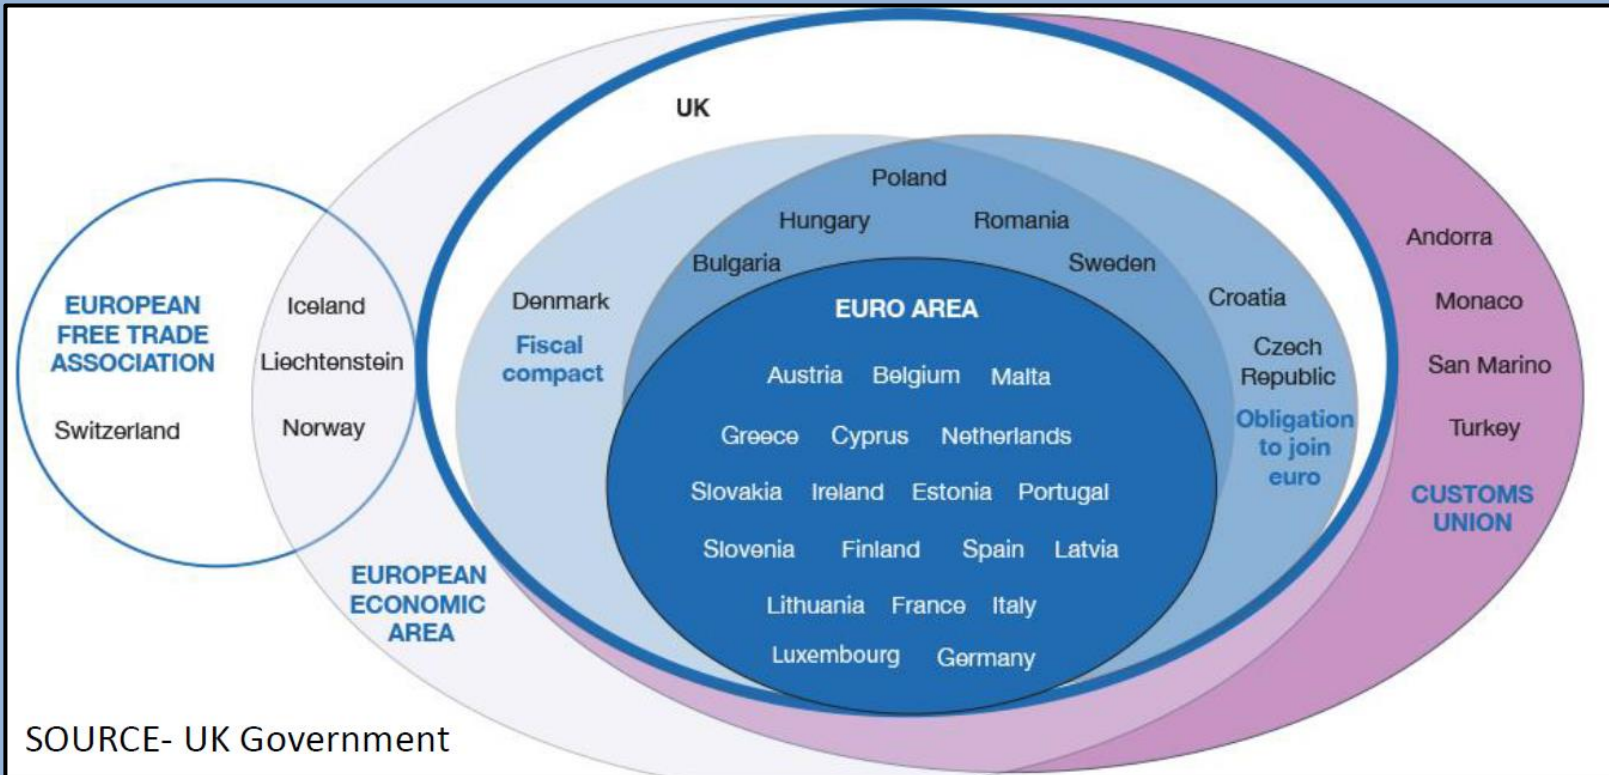 UK
Poland
Hungary
Romania
Bulgaria
Sweden
Andorra
EUROPEAN
FREE TRADE
ASSOCIATION
Switzerland
Iceland
Liechtenstein
Norway
EUROPEAN
ECONOMIC
AREA
Denmark
Fiscal
compact
EURO AREA
Austria Belgium Malta
Greece Cyprus Netherlands
Slovakia Ireland Estonia Portugal
Slovenia Finland Spain Latvia
Lithuania France Italy
Luxembourg Germany
Croatia
Czech
Republic
Obligation
to join
euro
Monaco
San Marino
Turkey
CUSTOMS
UNION
SOURCE- UK Government